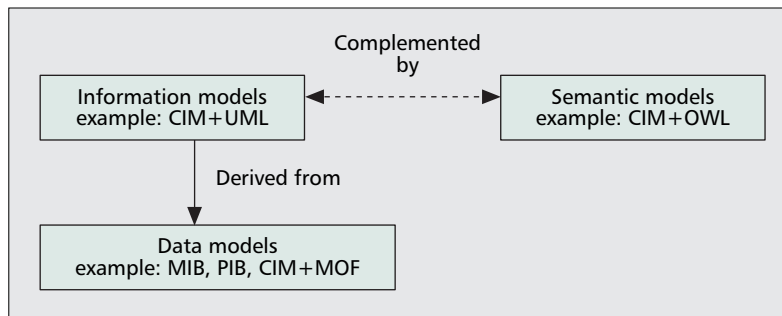 Complemented
by
Information models
example: CIM+UML
Semantic models
example: CIM+OWL
Derived from
Data models
example: MIB, PIB, CIM+MOF